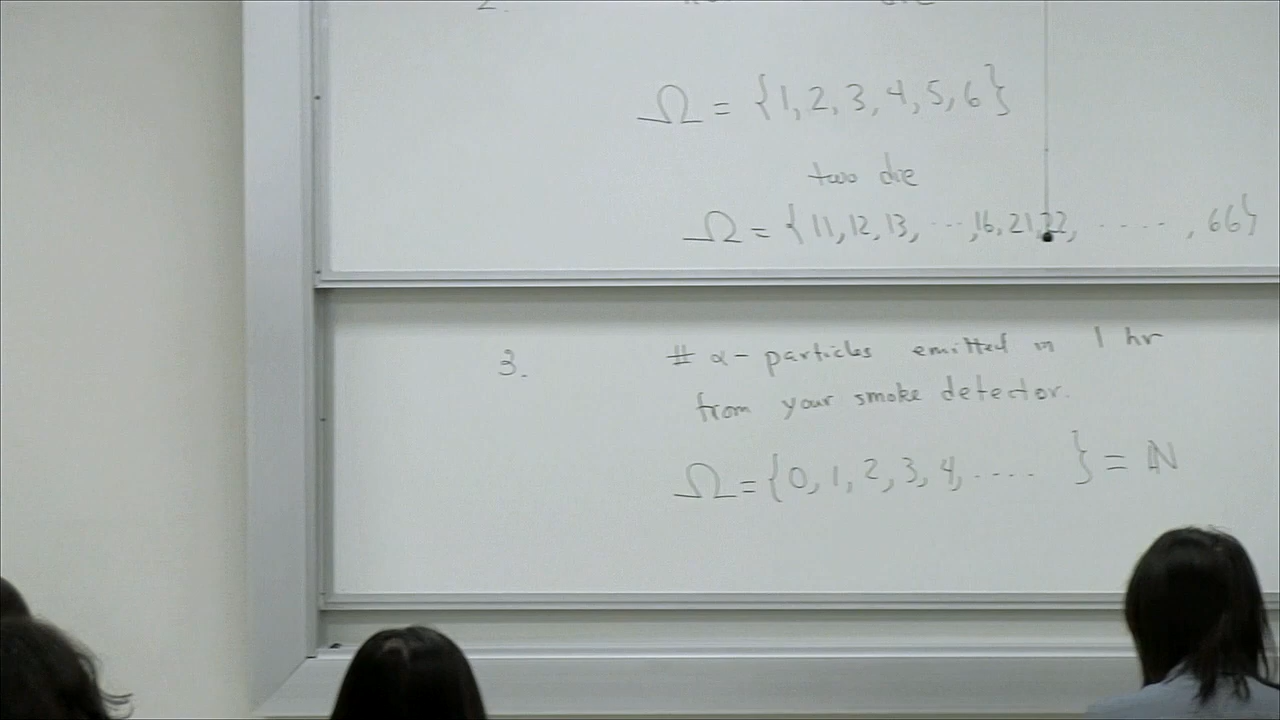 2.
Ω = {1, 2, 3, 4, 5, 6}
two die
Ω = {11, 12, 13, ..., 16, 21, 22, ....., 66}
3. # α-particles emitted in 1 hr
from your smoke detector.
Ω = {0, 1, 2, 3, 4, .... } = ℕ